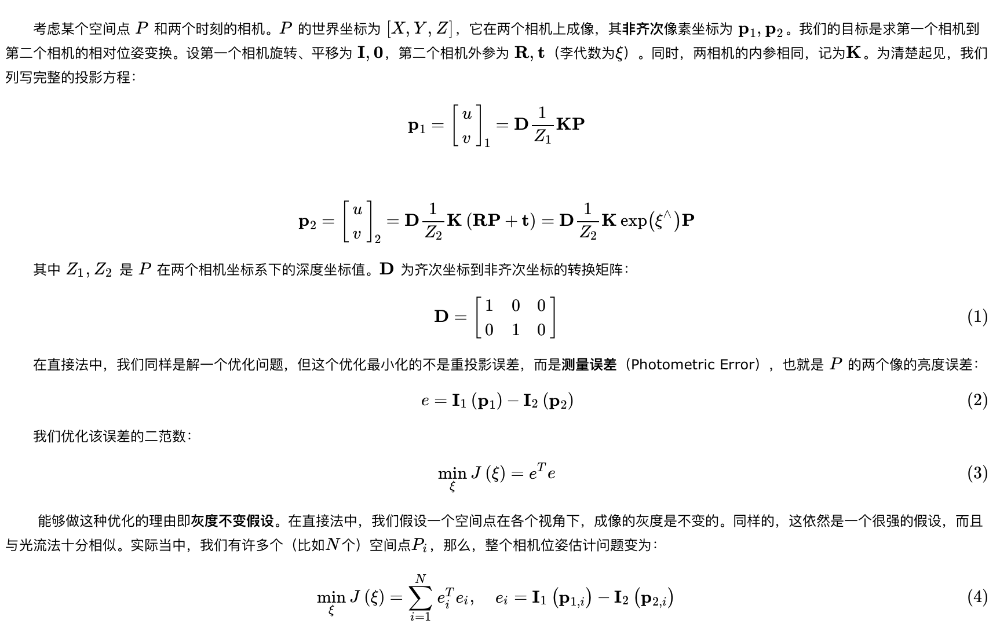 考虑某个空间点 P 和两个时刻的相机。P 的世界坐标为 [X, Y, Z]，它在两个相机上成像，其非齐次像素坐标为 p₁, p₂。我们的目标是求第一个相机到
第二个相机的相对位姿变换。设第一个相机旋转、平移为 I, 0，第二个相机外参为 R, t（李代数为ξ）。同时，两相机的内参相同，记为K。为清楚起见，我们
列写完整的投影方程：
$$\mathbf{p}_1 = \begin{bmatrix} u \\ v \end{bmatrix}_1 = \mathbf{D} \frac{1}{Z_1} \mathbf{K} \mathbf{P}$$
$$\mathbf{p}_2 = \begin{bmatrix} u \\ v \end{bmatrix}_2 = \mathbf{D} \frac{1}{Z_2} \mathbf{K} \left( \mathbf{R} \mathbf{P} + \mathbf{t} \right) = \mathbf{D} \frac{1}{Z_2} \mathbf{K} \exp \left( \xi^\wedge \right) \mathbf{P}$$
其中 Z₁, Z₂ 是 P 在两个相机坐标系下的深度坐标值。D 为齐次坐标到非齐次坐标的转换矩阵：
$$\mathbf{D} = \begin{bmatrix} 1 & 0 & 0 \\ 0 & 1 & 0 \end{bmatrix}$$ (1)
在直接法中，我们同样是解一个优化问题，但这个优化最小化的不是重投影误差，而是测量误差（Photometric Error），也就是 P 的两个像的亮度误差：
$$e = \mathbf{I}_1 \left( \mathbf{p}_1 \right) - \mathbf{I}_2 \left( \mathbf{p}_2 \right)$$ (2)
我们优化该误差的二范数：
$$\min_{\xi} J \left( \xi \right) = e^T e$$ (3)
能够做这种优化的理由即灰度不变假设。在直接法中，我们假设一个空间点在各个视角下，成像的灰度是不变的。同样的，这依然是一个很强的假设，而且
与光流法十分相似。实际当中，我们有许多个（比如N个）空间点Pᵢ，那么，整个相机位姿估计问题变为：
$$\min_{\xi} J \left( \xi \right) = \sum_{i=1}^{N} e_i^T e_i, \quad e_i = \mathbf{I}_1 \left( \mathbf{p}_{1,i} \right) - \mathbf{I}_2 \left( \mathbf{p}_{2,i} \right)$$ (4)